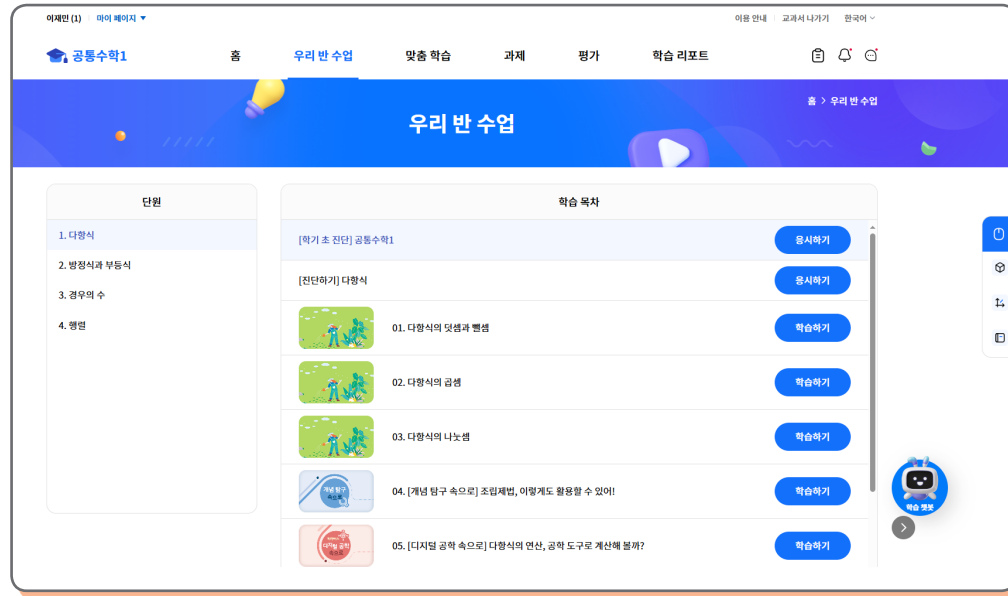 이재민 (1) 마이 페이지 ▼ 이용 안내 교과서 나가기 한국어
공통수학1 홈 우리 반 수업 맞춤 학습 과제 평가 학습 리포트
홈 > 우리 반 수업
우리 반 수업
단원
1. 다항식
2. 방정식과 부등식
3. 경우의 수
4. 행렬
학습 목차
[학기 초 진단] 공통수학1 응시하기
[진단하기] 다항식 응시하기
01. 다항식의 덧셈과 뺄셈 학습하기
02. 다항식의 곱셈 학습하기
03. 다항식의 나눗셈 학습하기
개념 탐구
속으로
04. [개념 탐구 속으로] 조립제법, 이렇게도 활용할 수 있어! 학습하기
디지털 공학
속으로
05. [디지털 공학 속으로] 다항식의 연산, 공학 도구로 계산해 볼까? 학습하기
학습 챗봇